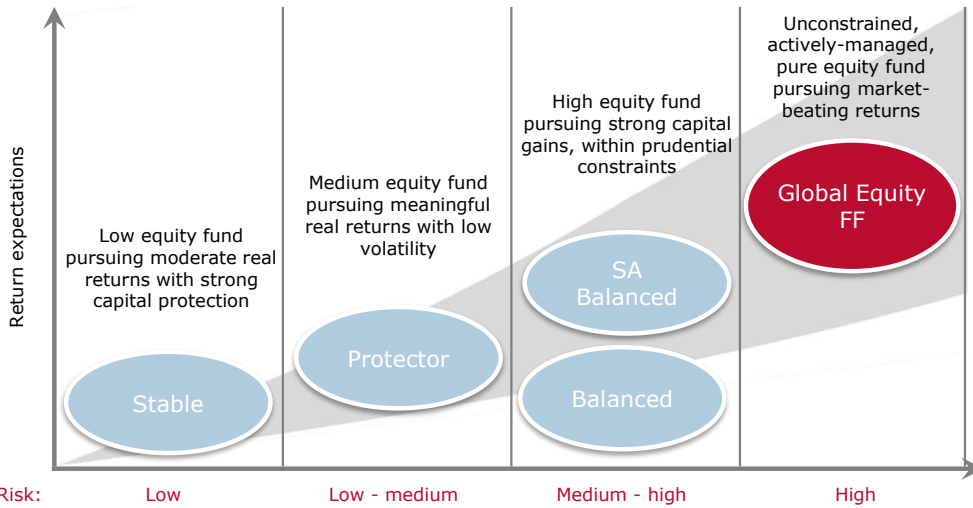 Return expectations
Low equity fund
pursuing moderate real
returns with strong
capital protection
Stable
Medium equity fund
pursuing meaningful
real returns with low
volatility
Protector
High equity fund
pursuing strong capital
gains, within prudential
constraints
SA
Balanced
Balanced
Unconstrained,
actively-managed,
pure equity fund
pursuing market-
beating returns
Global Equity
FF
Risk:
Low
Low - medium
Medium - high
High